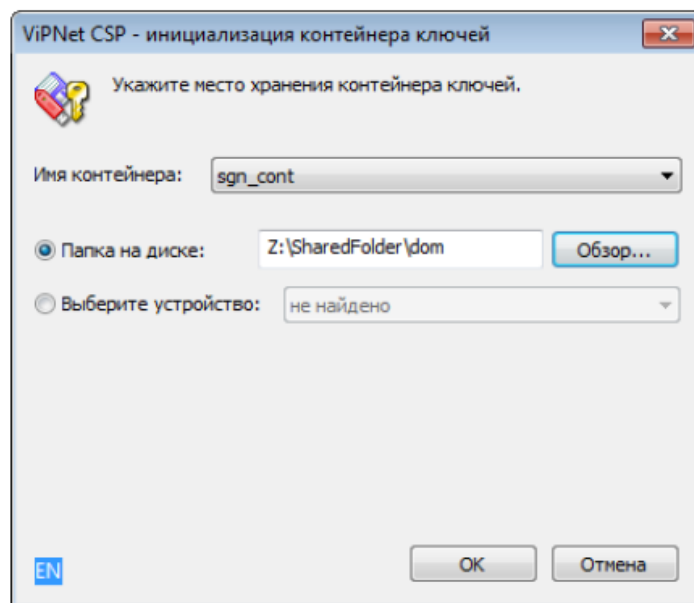 ViPNet CSP - инициализация контейнера ключей
Укажите место хранения контейнера ключей.
Имя контейнера: sgn_cont
Папка на диске: Z:\SharedFolder\dom Обзор...
Выберите устройство: не найдено
EN OK Отмена